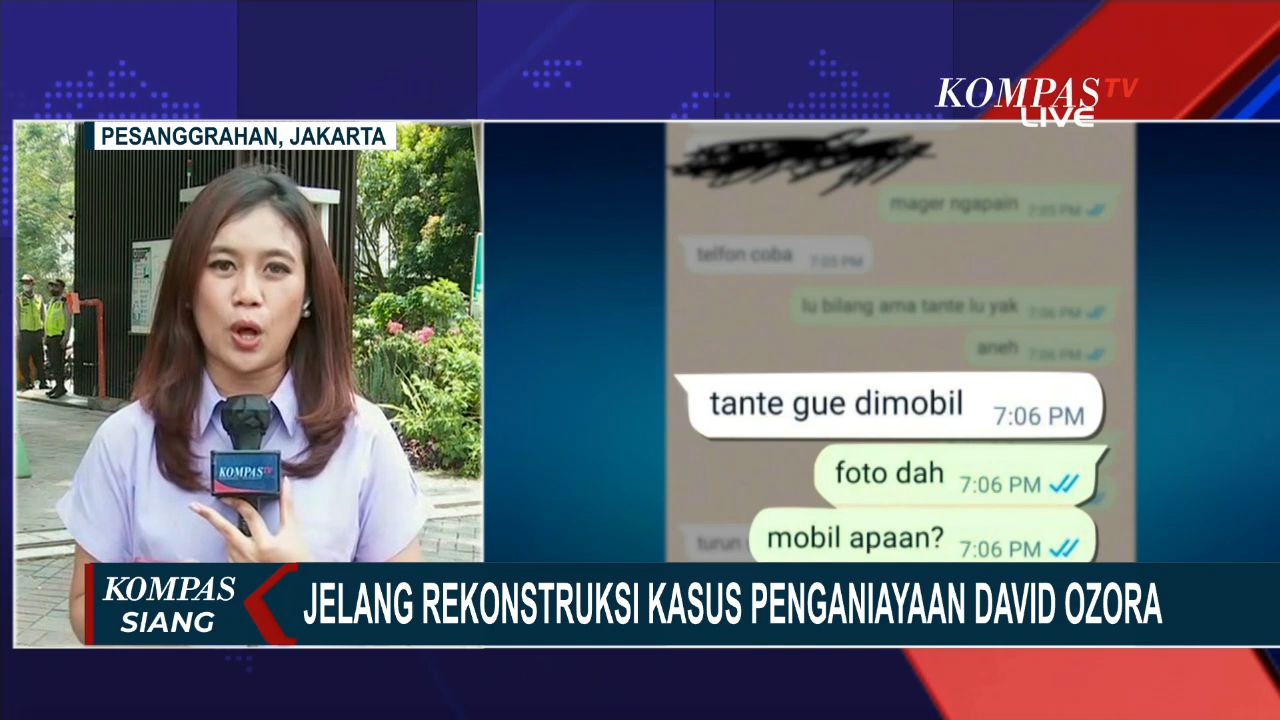 KOMPAS TV
LIVE
PESANGGRAHAN, JAKARTA
mager ngapain 7:05 PM
telfon coba 7:05 PM
lu bilang ama tante lu yak 7:06 PM
aneh 7:06 PM
tante gue dimobil 7:06 PM
foto dah 7:06 PM
mobil apaan? 7:06 PM
turun
KOMPAS TV
KOMPAS
SIANG
JELANG REKONSTRUKSI KASUS PENGANIAYAAN DAVID OZORA